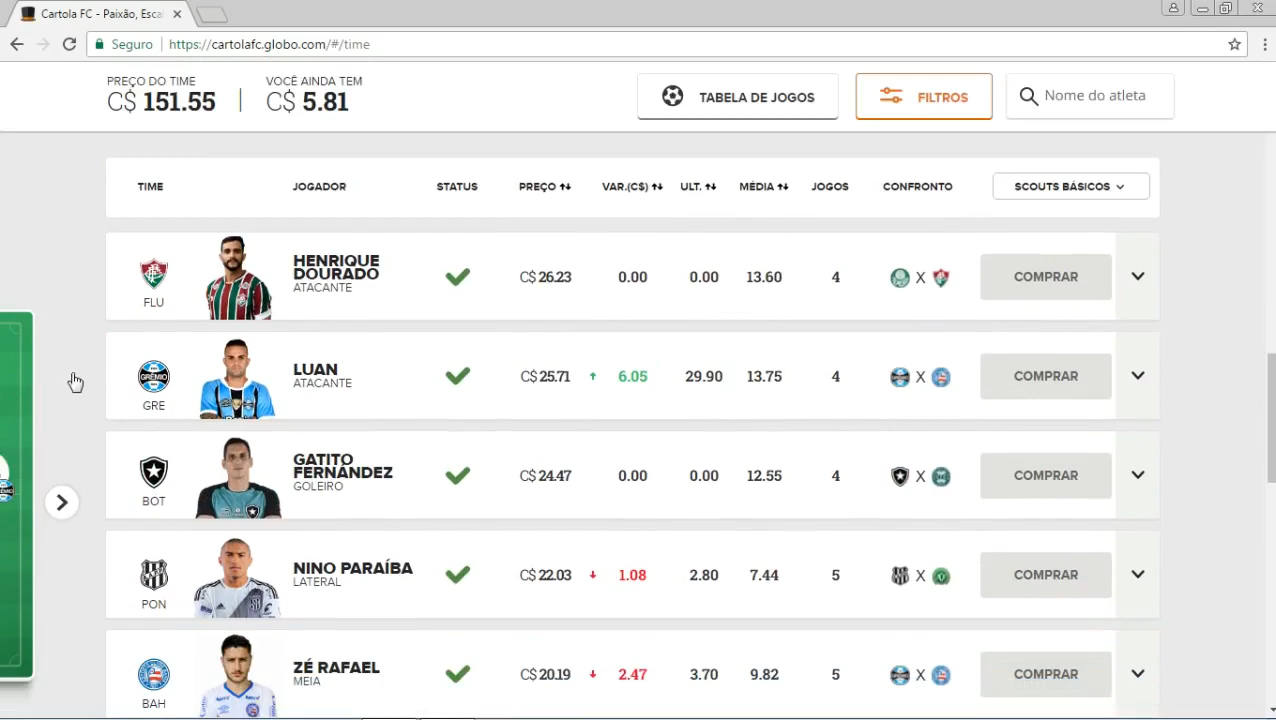 Cartola FC - Paixão, Esca
Seguro https://cartolafc.globo.com/#/time
PREÇO DO TIME VOCÊ AINDA TEM
C$ 151.55 C$ 5.81
TABELA DE JOGOS FILTROS Nome do atleta
TIME JOGADOR STATUS PREÇO VAR.(C$) ULT. MÉDIA JOGOS CONFRONTO SCOUTS BÁSICOS
HENRIQUE
DOURADO
ATACANTE
FLU
C$ 26.23 0.00 0.00 13.60 4 X COMPRAR
LUAN
ATACANTE
GRÊMIO
GRE
C$ 25.71 6.05 29.90 13.75 4 X COMPRAR
GATITO
FERNÁNDEZ
GOLEIRO
BOT
C$ 24.47 0.00 0.00 12.55 4 X COMPRAR
NINO PARAÍBA
LATERAL
PON
C$ 22.03 1.08 2.80 7.44 5 X COMPRAR
ZÉ RAFAEL
MEIA
BAH
C$ 20.19 2.47 3.70 9.82 5 X COMPRAR